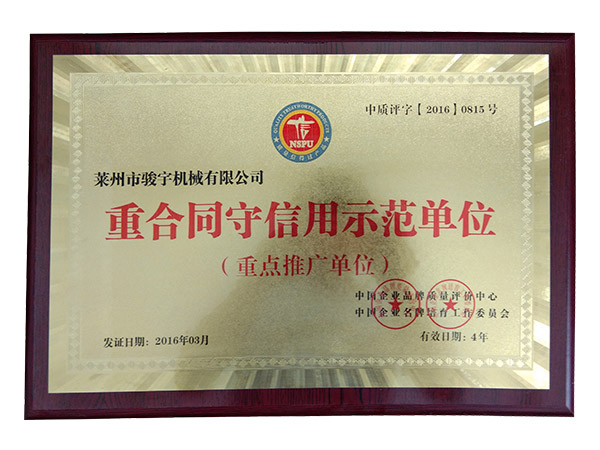 中质评字【2016】0815号
QUALITY TRUSTWORTHY PRODUCTS
NSPU
莱州市骏宇机械有限公司
重合同守信用示范单位
（重点推广单位）
中国企业品牌质量评价中心
中国企业名牌培育工作委员会
发证日期：2016年03月
有效日期：4年